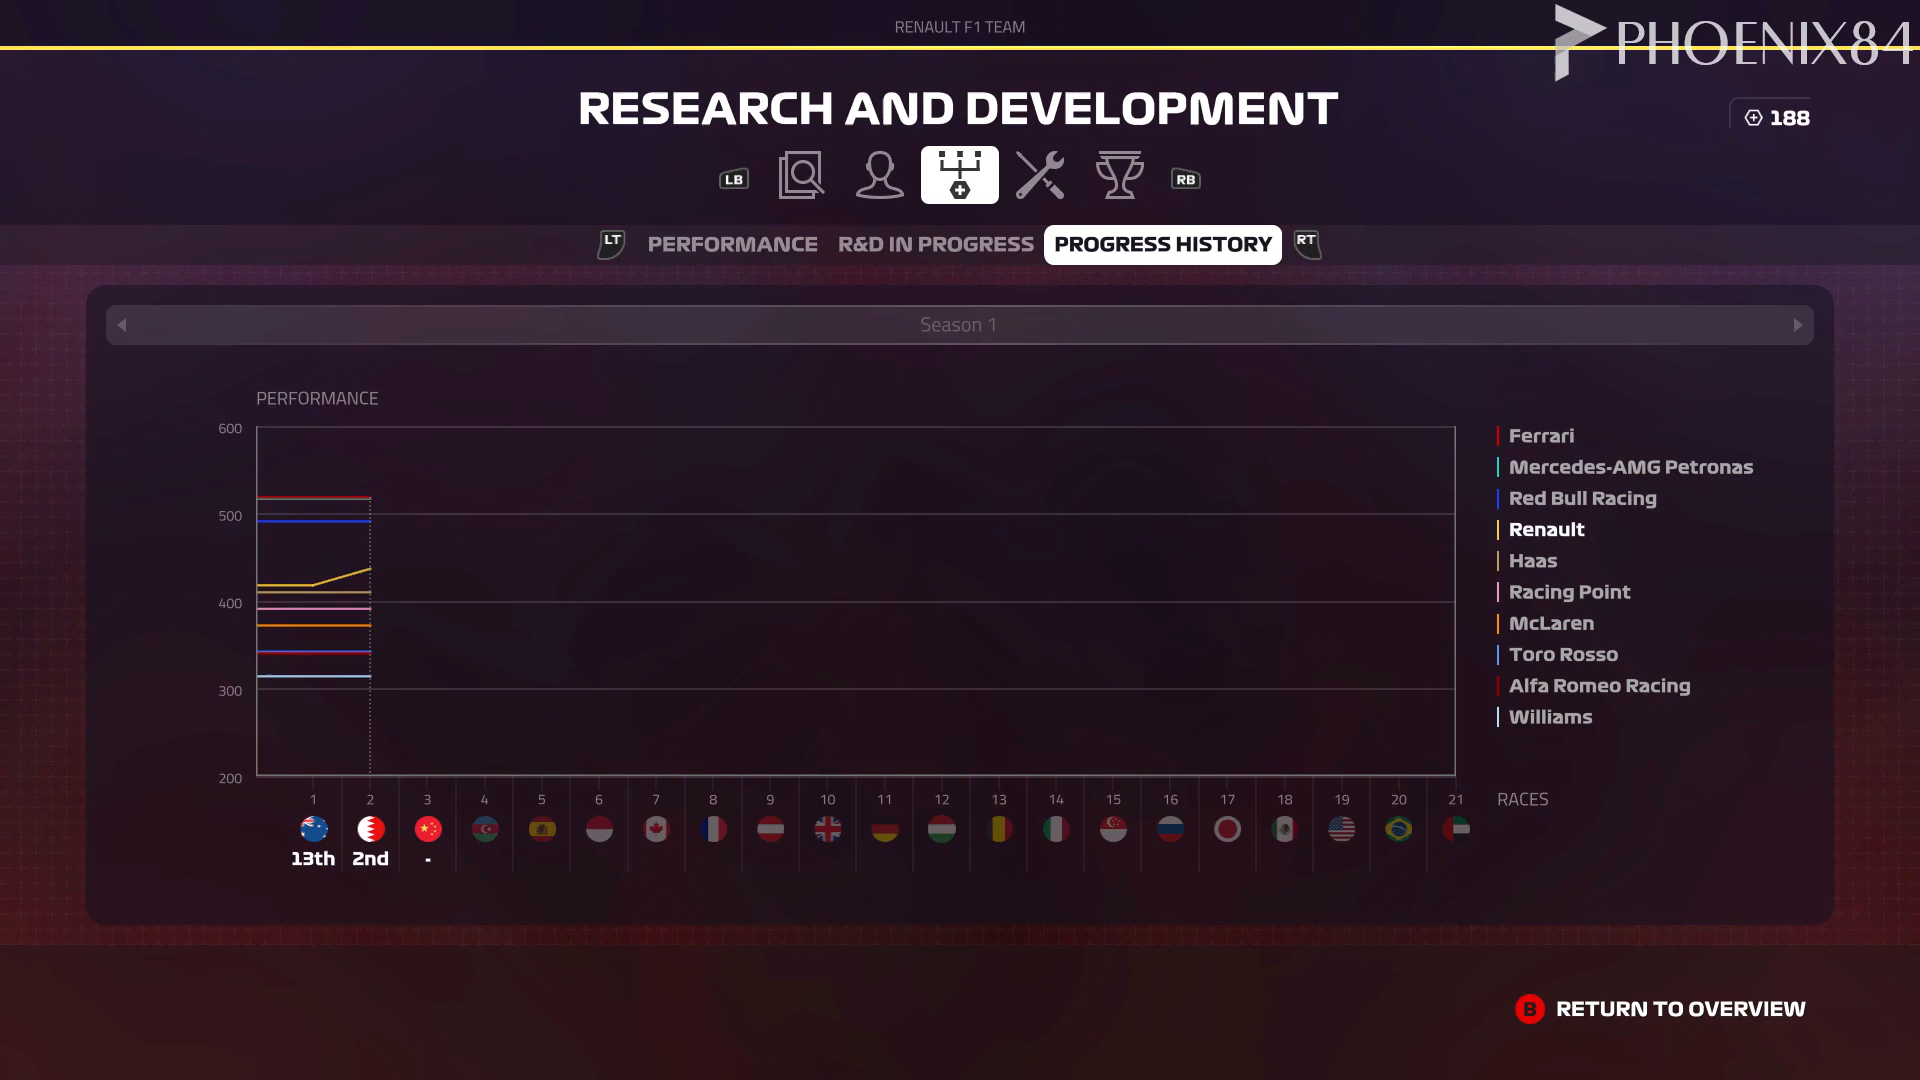 RENAULT F1 TEAM
PHOENIX84
RESEARCH AND DEVELOPMENT
188
LB
RB
LT PERFORMANCE R&D IN PROGRESS PROGRESS HISTORY RT
Season 1
PERFORMANCE
600
500
400
300
200
Ferrari
Mercedes-AMG Petronas
Red Bull Racing
Renault
Haas
Racing Point
McLaren
Toro Rosso
Alfa Romeo Racing
Williams
1 2 3 4 5 6 7 8 9 10 11 12 13 14 15 16 17 18 19 20 21 RACES
13th 2nd -
B RETURN TO OVERVIEW